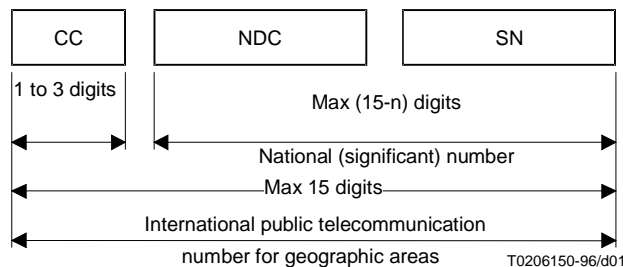 CC NDC SN
1 to 3 digits
Max (15-n) digits
National (significant) number
Max 15 digits
International public telecommunication
number for geographic areas
T0206150-96/d01